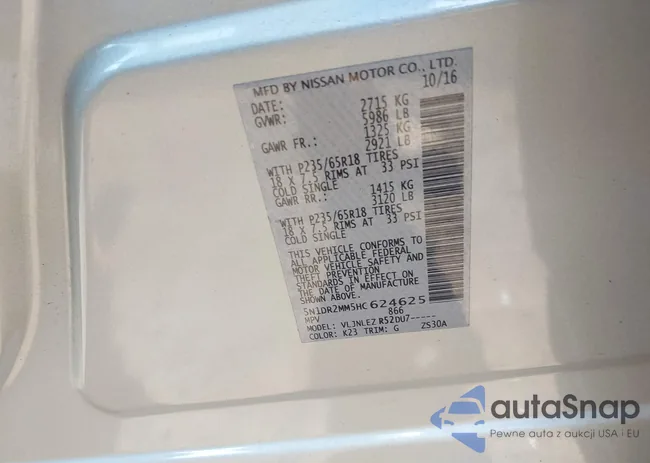 MFD BY NISSAN MOTOR CO., LTD.
DATE: 10/16
GVWR: 2715 KG
5986 LB
GAWR FR.: 1325 KG
2921 LB
WITH P235/65R18 TIRES
18 X 7.5 RIMS AT 33 PSI
COLD SINGLE
GAWR RR.: 1415 KG
3120 LB
WITH P235/65R18 TIRES
18 X 7.5 RIMS AT 33 PSI
COLD SINGLE
THIS VEHICLE CONFORMS TO
ALL APPLICABLE FEDERAL
MOTOR VEHICLE SAFETY AND
THEFT PREVENTION
STANDARDS IN EFFECT ON
THE DATE OF MANUFACTURE
SHOWN ABOVE.
5N1DR2MM5HC 624625
MPV 866
MODEL: VLJNLEZ R52DU7-----
COLOR: K23 TRIM: G ZS30A
autaSnap
Pewne auta z aukcji USA i EU